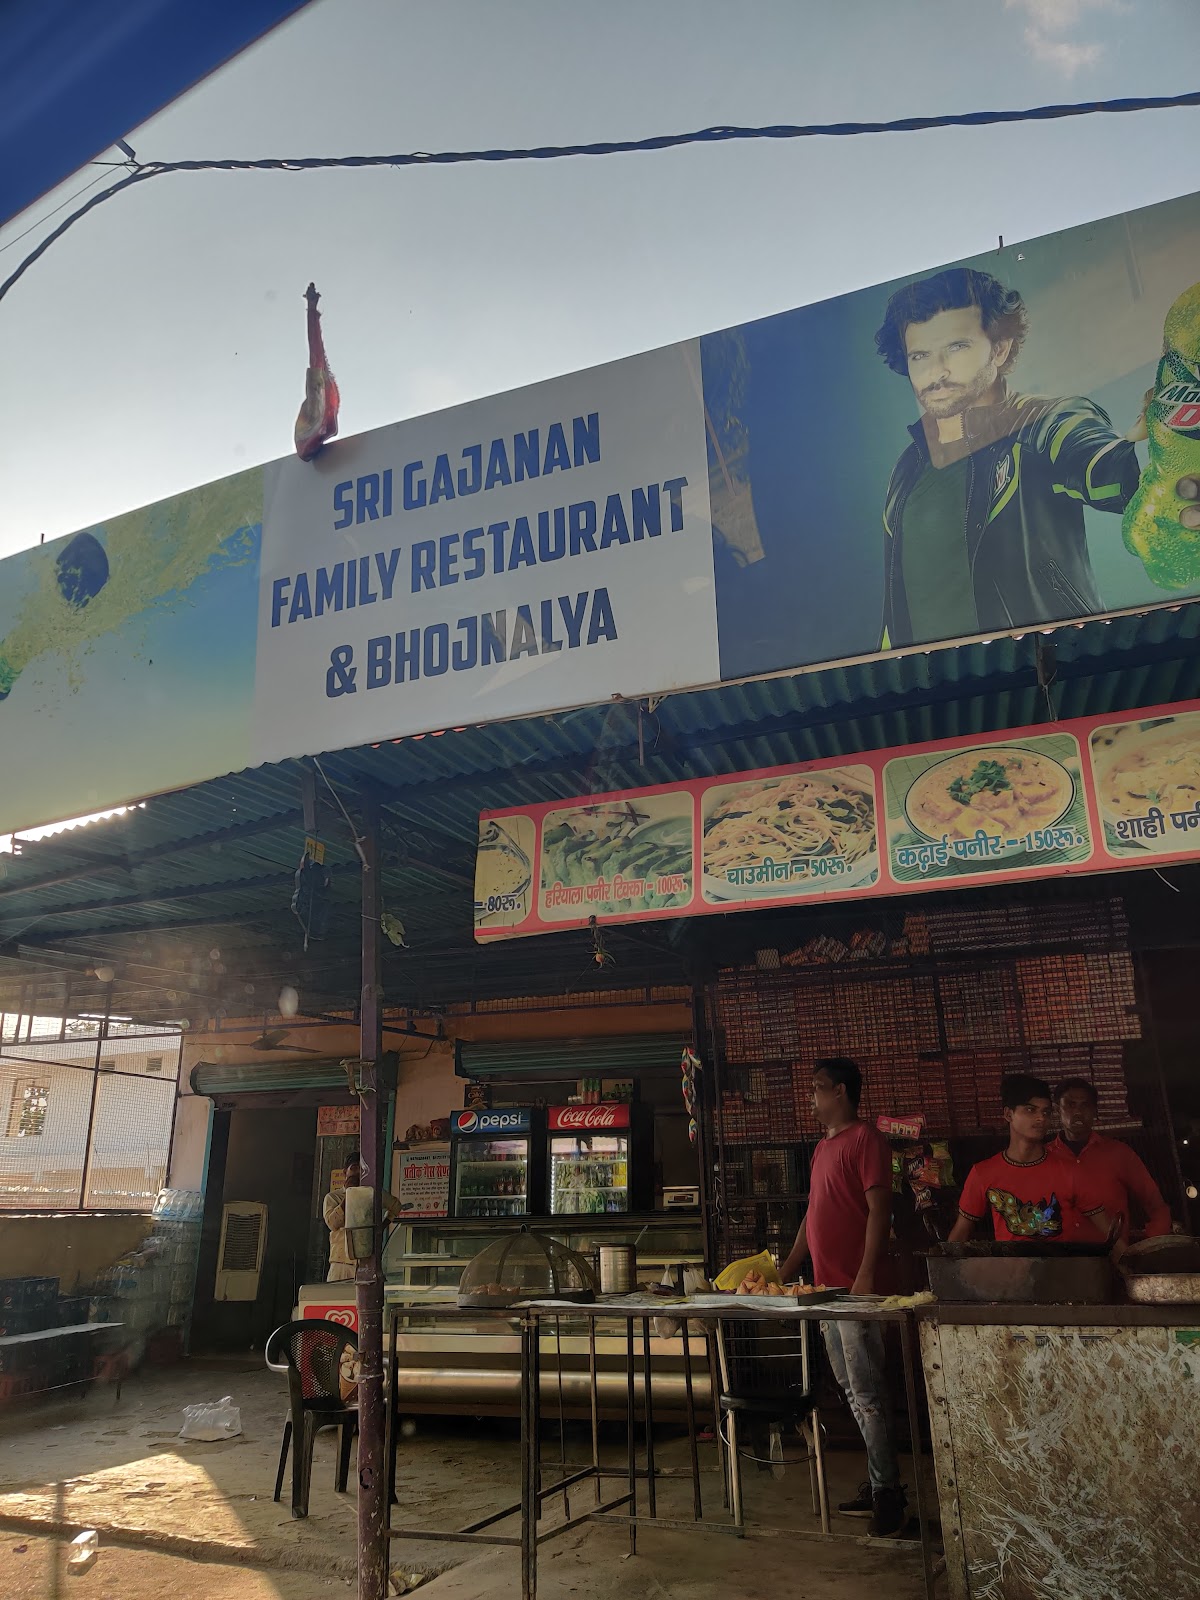 SRI GAJANAN
FAMILY RESTAURANT
& BHOJNALYA
- 80रू.
हरियाला पनीर टिक्का - 100रू.
चाउमीन - 50रू.
कढ़ाई पनीर - 150रू.
शाही
pepsi
Coca-Cola